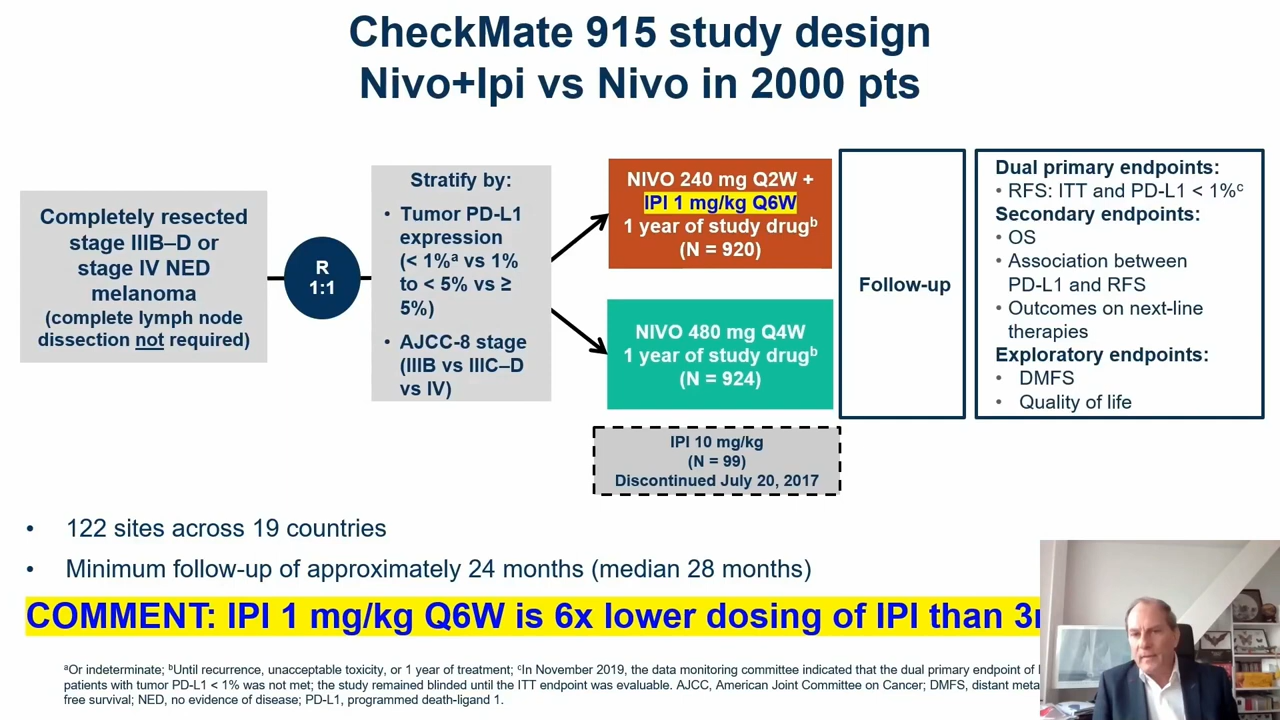 CheckMate 915 study design
Nivo+Ipi vs Nivo in 2000 pts
Completely resected
stage IIIB–D or
stage IV NED
melanoma
(complete lymph node
dissection not required)
R
1:1
Stratify by:
• Tumor PD-L1
expression
(< 1%ᵃ vs 1%
to < 5% vs ≥
5%)
• AJCC-8 stage
(IIIB vs IIIC–D
vs IV)
NIVO 240 mg Q2W +
IPI 1 mg/kg Q6W
1 year of study drugᵇ
(N = 920)
NIVO 480 mg Q4W
1 year of study drugᵇ
(N = 924)
IPI 10 mg/kg
(N = 99)
Discontinued July 20, 2017
Follow-up
Dual primary endpoints:
• RFS: ITT and PD-L1 < 1%ᶜ
Secondary endpoints:
• OS
• Association between
PD-L1 and RFS
• Outcomes on next-line
therapies
Exploratory endpoints:
• DMFS
• Quality of life
• 122 sites across 19 countries
• Minimum follow-up of approximately 24 months (median 28 months)
COMMENT: IPI 1 mg/kg Q6W is 6x lower dosing of IPI than
ᵃOr indeterminate; ᵇUntil recurrence, unacceptable toxicity, or 1 year of treatment; ᶜIn November 2019, the data monitoring committee indicated that the dual primary endpoint of
patients with tumor PD-L1 < 1% was not met; the study remained blinded until the ITT endpoint was evaluable. AJCC, American Joint Committee on Cancer; DMFS, distant
free survival; NED, no evidence of disease; PD-L1, programmed death-ligand 1.